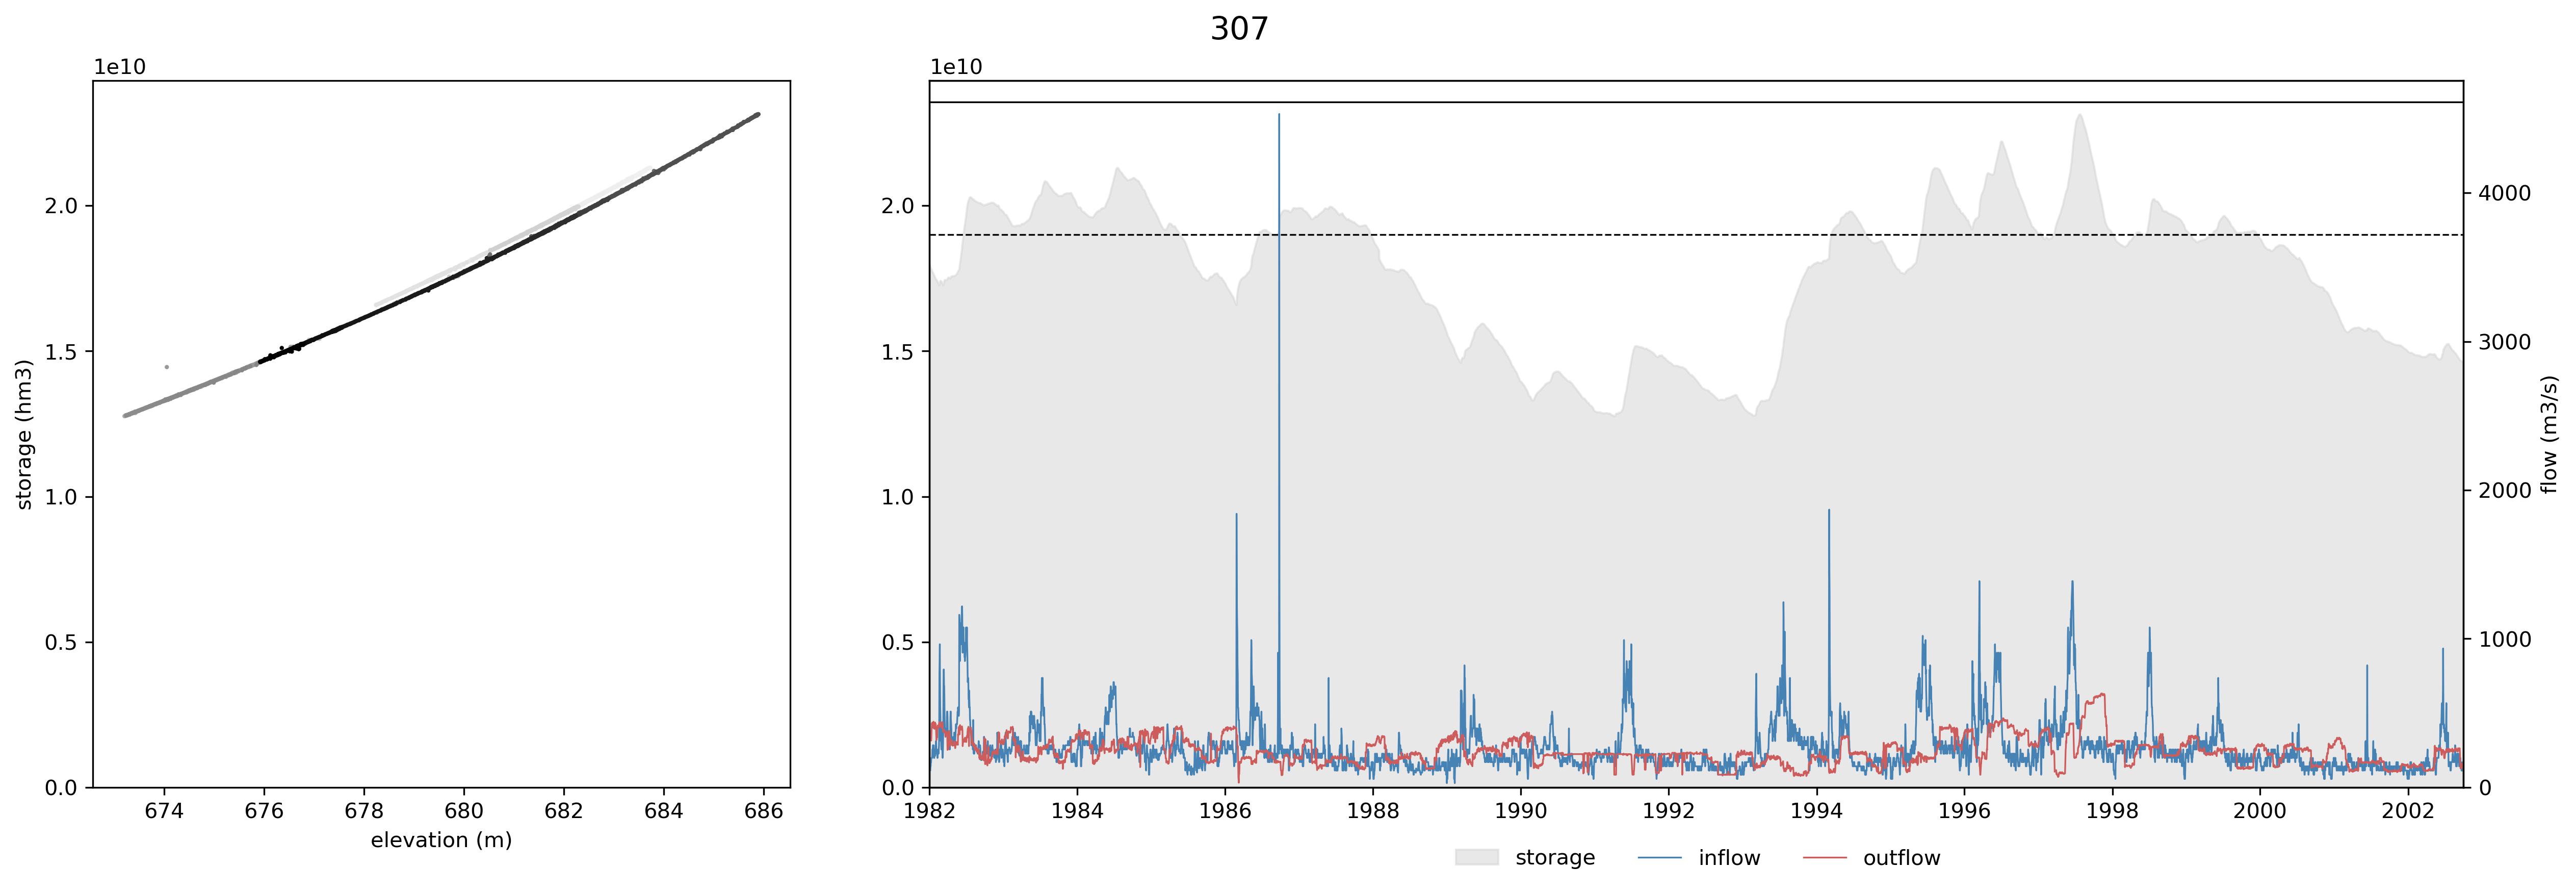 307
1e10
storage (hm3)
2.0
1.5
1.0
0.5
0.0
674 676 678 680 682 684 686
elevation (m)
1e10
2.0
1.5
1.0
0.5
0.0
4000
3000
2000
1000
0
flow (m3/s)
1982 1984 1986 1988 1990 1992 1994 1996 1998 2000 2002
storage inflow outflow